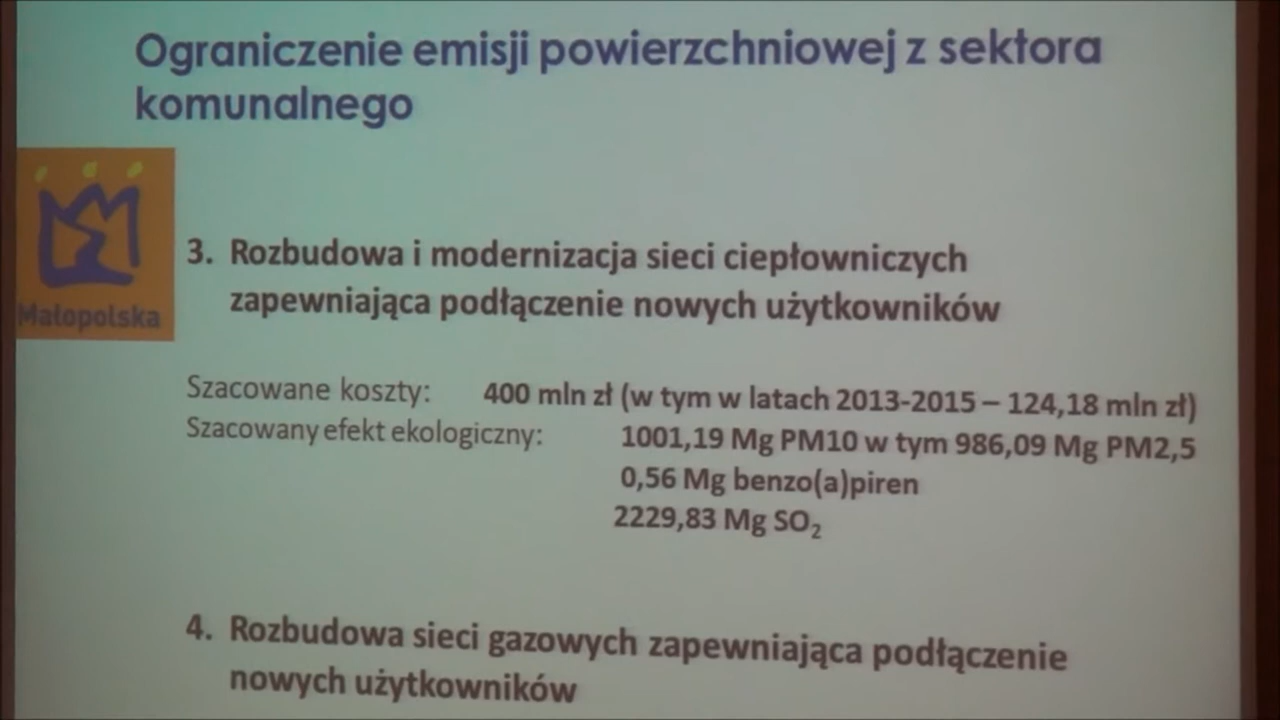 Ograniczenie emisji powierzchniowej z sektora
komunalnego
Małopolska
3. Rozbudowa i modernizacja sieci ciepłowniczych
zapewniająca podłączenie nowych użytkowników
Szacowane koszty: 400 mln zł (w tym w latach 2013-2015 – 124,18 mln zł)
Szacowany efekt ekologiczny: 1001,19 Mg PM10 w tym 986,09 Mg PM2,5
0,56 Mg benzo(a)piren
2229,83 Mg SO₂
4. Rozbudowa sieci gazowych zapewniająca podłączenie
nowych użytkowników